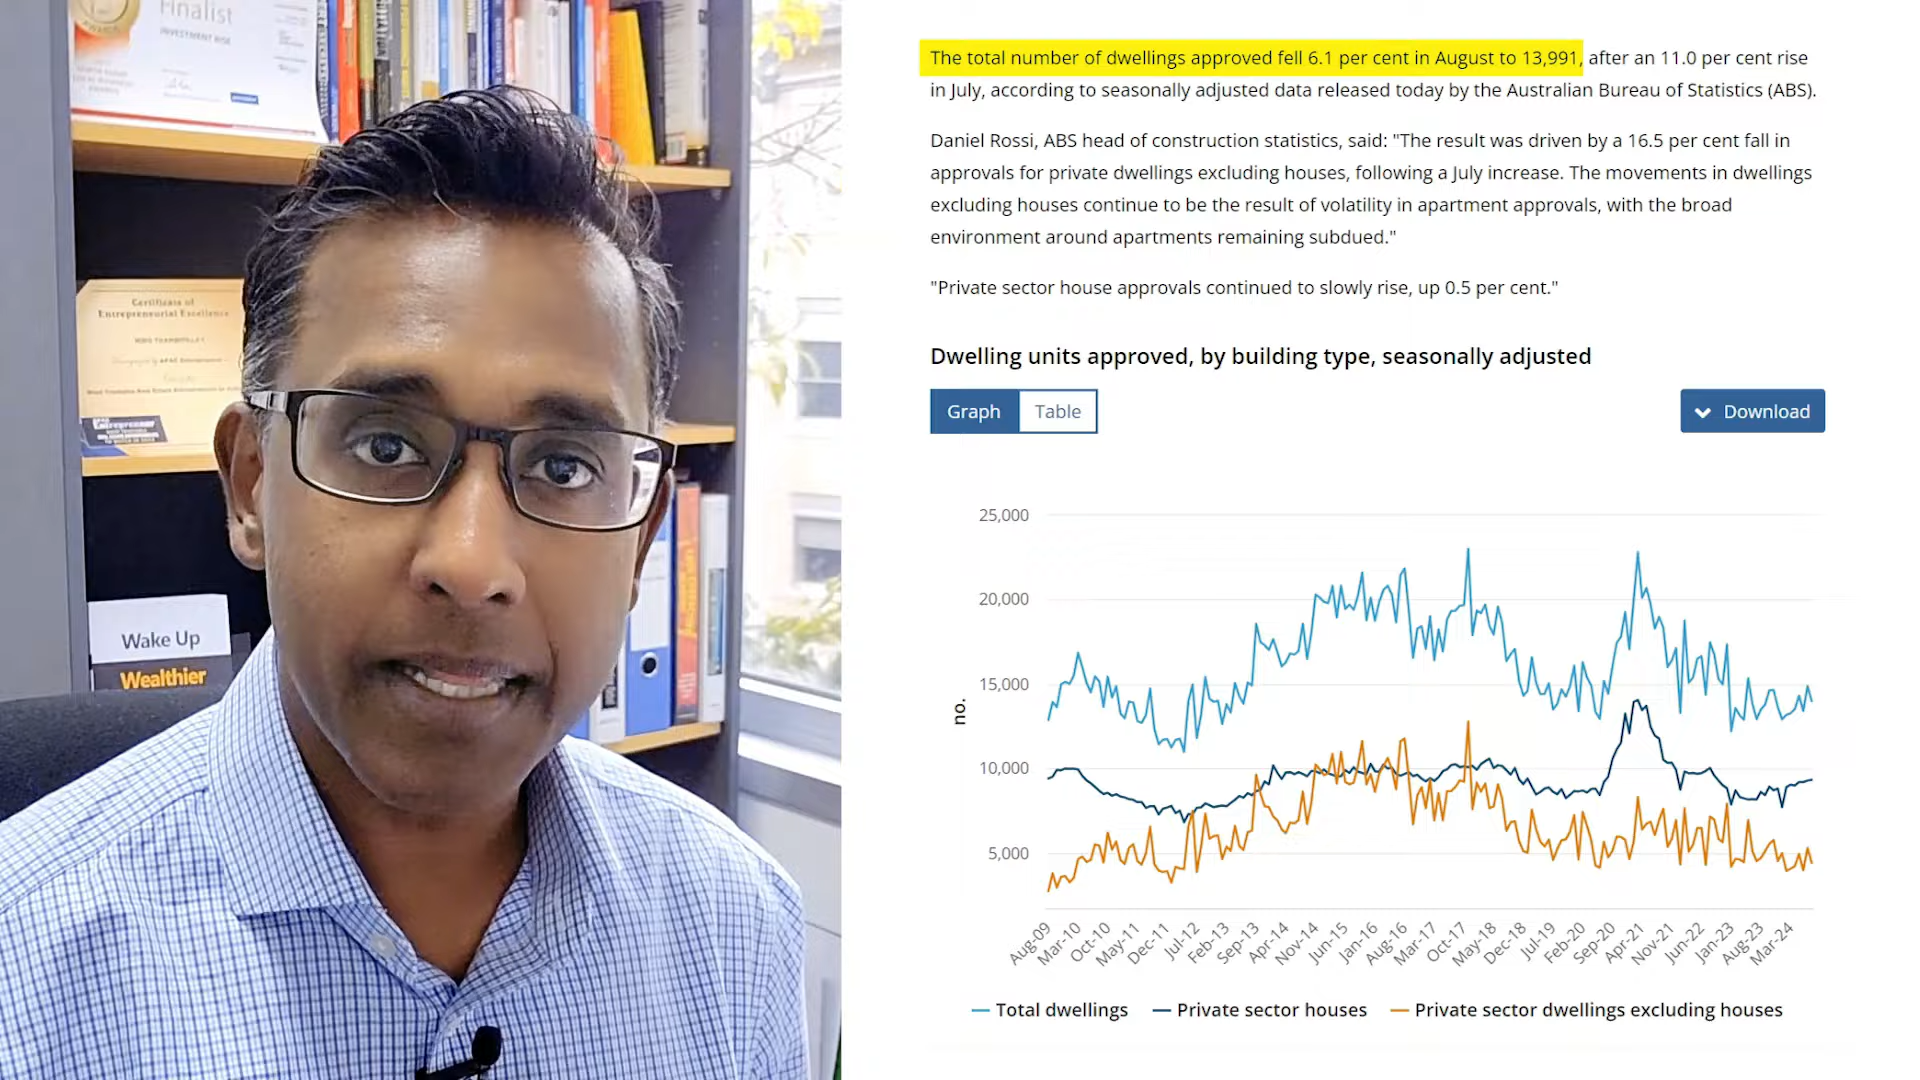 Finalist
INVESTMENT RISE
Certificate of
Entrepreneurial Excellence
Wake Up
Wealthier
The total number of dwellings approved fell 6.1 per cent in August to 13,991, after an 11.0 per cent rise
in July, according to seasonally adjusted data released today by the Australian Bureau of Statistics (ABS).
Daniel Rossi, ABS head of construction statistics, said: "The result was driven by a 16.5 per cent fall in
approvals for private dwellings excluding houses, following a July increase. The movements in dwellings
excluding houses continue to be the result of volatility in apartment approvals, with the broad
environment around apartments remaining subdued."
"Private sector house approvals continued to slowly rise, up 0.5 per cent."
Dwelling units approved, by building type, seasonally adjusted
Graph Table Download
25,000
20,000
15,000
10,000
5,000
no.
Aug-09 Mar-10 Oct-10 May-11 Dec-11 Jul-12 Feb-13 Sep-13 Apr-14 Nov-14 Jun-15 Jan-16 Aug-16 Mar-17 Oct-17 May-18 Dec-18 Jul-19 Feb-20 Sep-20 Apr-21 Nov-21 Jun-22 Jan-23 Aug-23 Mar-24
Total dwellings Private sector houses Private sector dwellings excluding houses